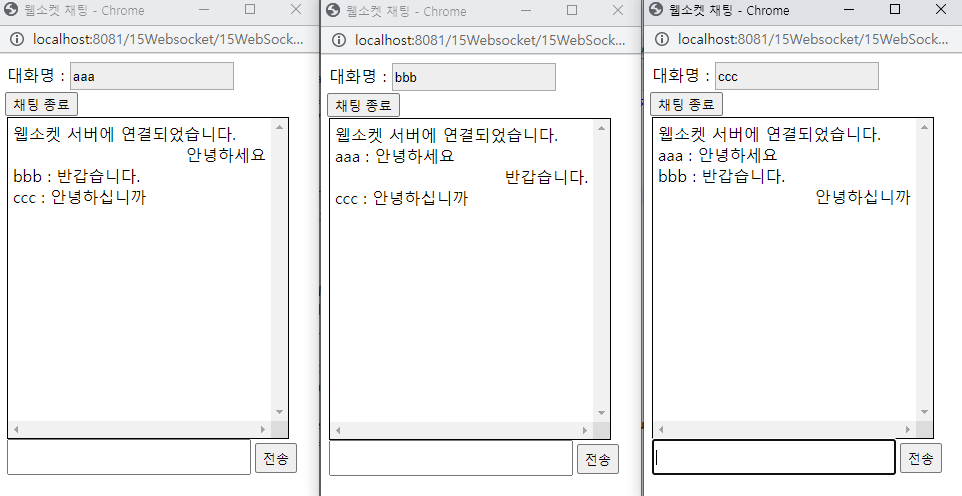 웹소켓 채팅 - Chrome
localhost:8081/15Websocket/15WebSock...
대화명 : aaa
채팅 종료
웹소켓 서버에 연결되었습니다.
안녕하세요
bbb : 반갑습니다.
ccc : 안녕하십니까
전송
웹소켓 채팅 - Chrome
localhost:8081/15Websocket/15WebSock...
대화명 : bbb
채팅 종료
웹소켓 서버에 연결되었습니다.
aaa : 안녕하세요
반갑습니다.
ccc : 안녕하십니까
전송
웹소켓 채팅 - Chrome
localhost:8081/15Websocket/15WebSock...
대화명 : ccc
채팅 종료
웹소켓 서버에 연결되었습니다.
aaa : 안녕하세요
bbb : 반갑습니다.
안녕하십니까
전송